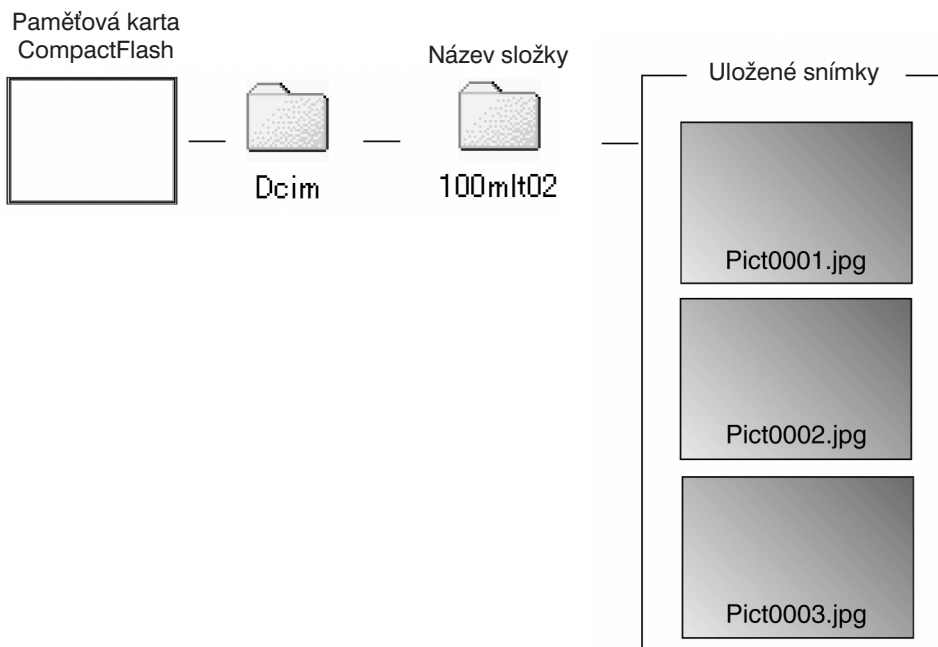 Paměťová karta
CompactFlash
Název složky
Uložené snímky
Dcim
100mlt02
Pict0001.jpg
Pict0002.jpg
Pict0003.jpg